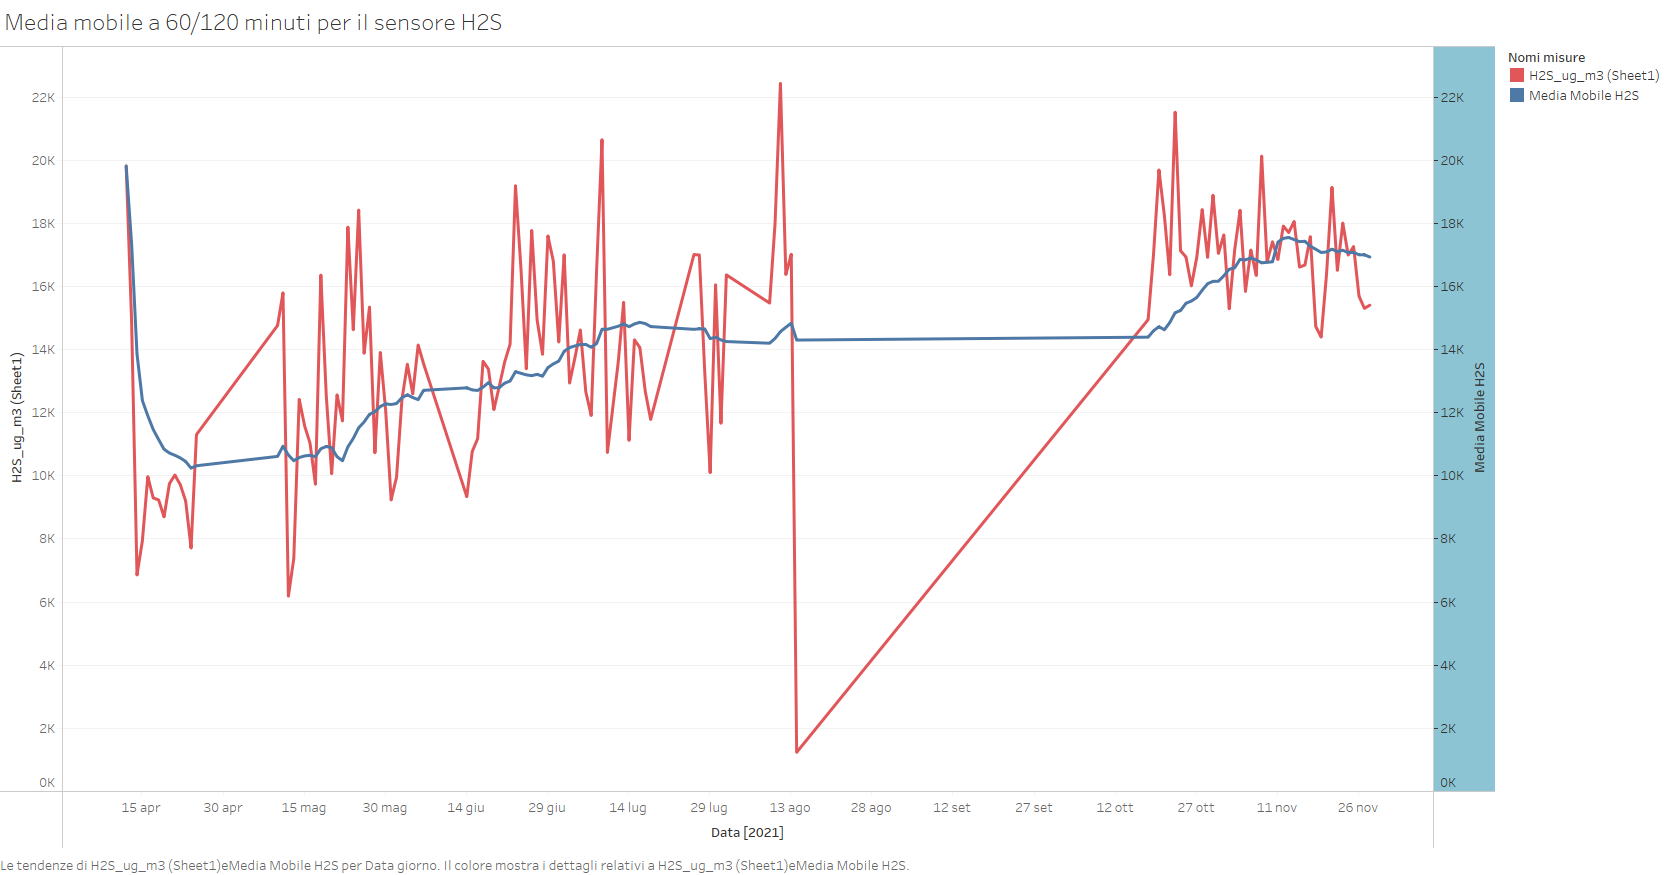 Media mobile a 60/120 minuti per il sensore H2S
Nomi misure
H2S_ug_m3 (Sheet1)
Media Mobile H2S
H2S_ug_m3 (Sheet1)
22K
20K
18K
16K
14K
12K
10K
8K
6K
4K
2K
0K
22K
20K
18K
16K
14K
12K
10K
8K
6K
4K
2K
0K
Media Mobile H2S
15 apr 30 apr 15 mag 30 mag 14 giu 29 giu 14 lug 29 lug 13 ago 28 ago 12 set 27 set 12 ott 27 ott 11 nov 26 nov
Data [2021]
Le tendenze di H2S_ug_m3 (Sheet1)eMedia Mobile H2S per Data giorno. Il colore mostra i dettagli relativi a H2S_ug_m3 (Sheet1)eMedia Mobile H2S.